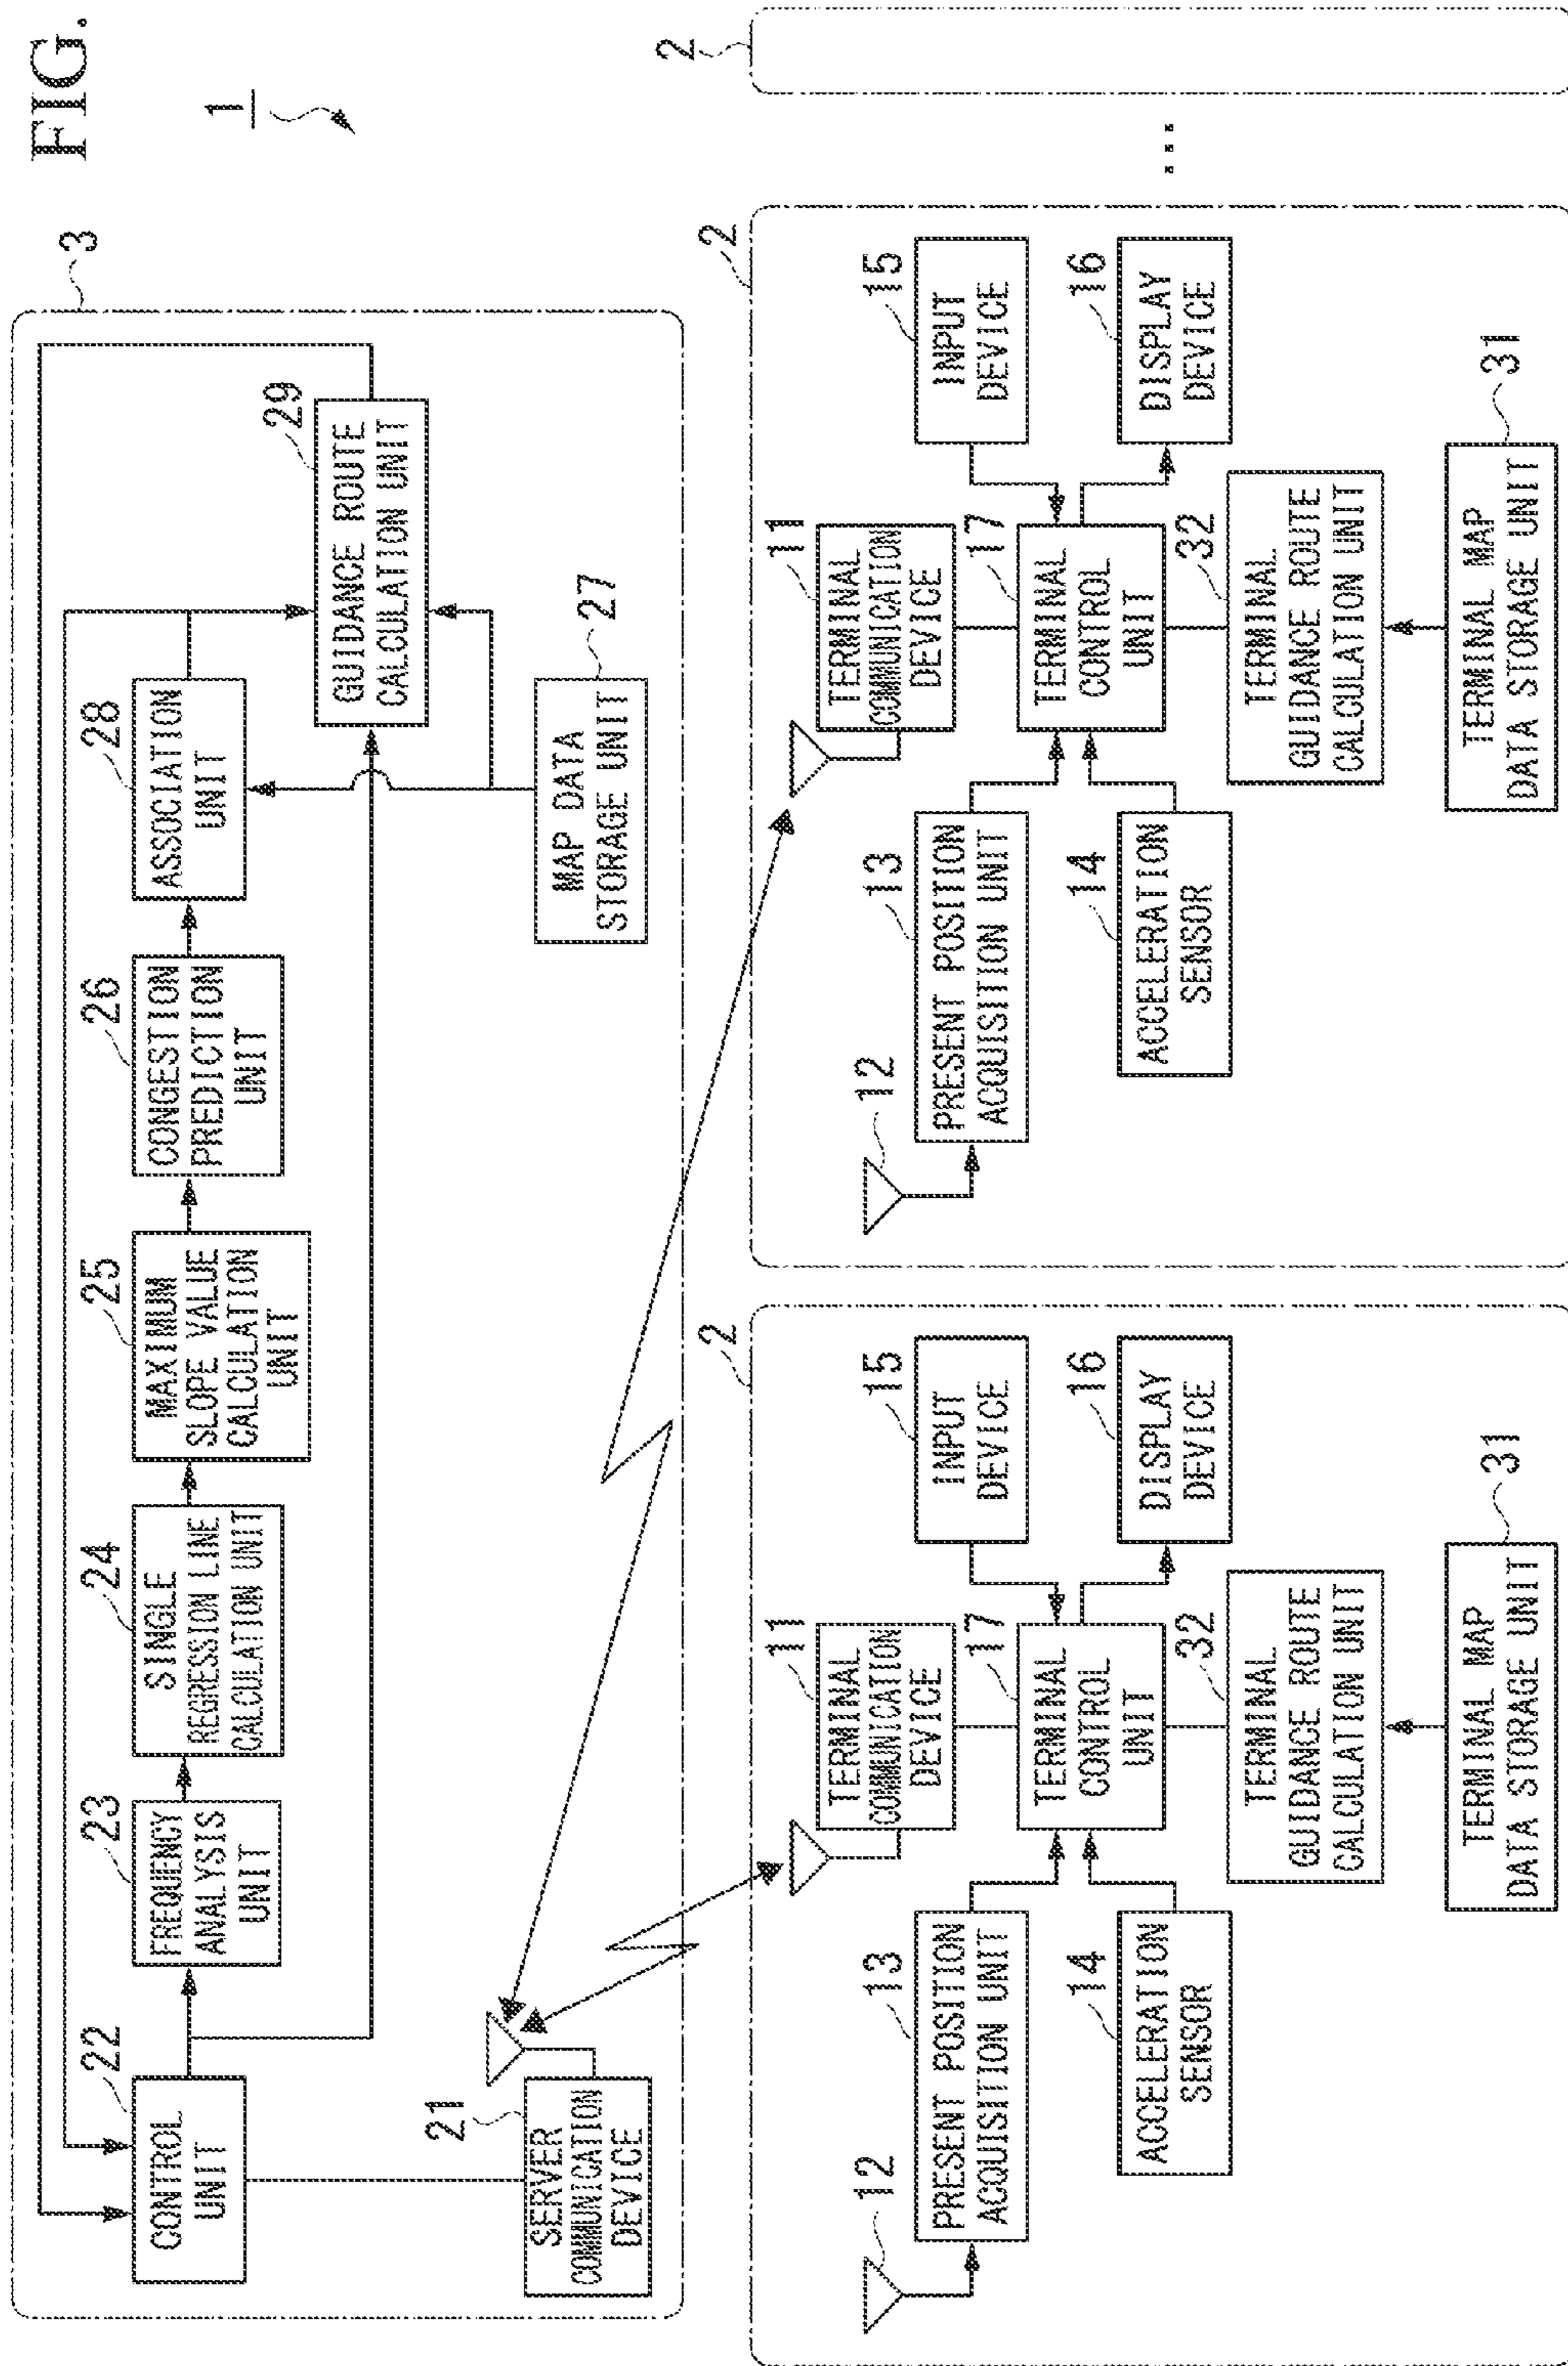 FIG.
1
3
22
CONTROL
UNIT
23
FREQUENCY
ANALYSIS
UNIT
24
SINGLE
REGRESSION LINE
CALCULATION UNIT
25
MAXIMUM
SLOPE VALUE
CALCULATION
UNIT
26
CONGESTION
PREDICTION
UNIT
28
ASSOCIATION
UNIT
29
GUIDANCE ROUTE
CALCULATION UNIT
21
SERVER
COMMUNICATION
DEVICE
27
MAP DATA
STORAGE UNIT
2
12
13
PRESENT POSITION
ACQUISITION UNIT
14
ACCELERATION
SENSOR
11
TERMINAL
COMMUNICATION
DEVICE
17
TERMINAL
CONTROL
UNIT
15
INPUT
DEVICE
16
DISPLAY
DEVICE
32
TERMINAL
GUIDANCE ROUTE
CALCULATION UNIT
31
TERMINAL MAP
DATA STORAGE UNIT
2
12
13
PRESENT POSITION
ACQUISITION UNIT
14
ACCELERATION
SENSOR
11
TERMINAL
COMMUNICATION
DEVICE
17
TERMINAL
CONTROL
UNIT
15
INPUT
DEVICE
16
DISPLAY
DEVICE
32
TERMINAL
GUIDANCE ROUTE
CALCULATION UNIT
31
TERMINAL MAP
DATA STORAGE UNIT
...
2